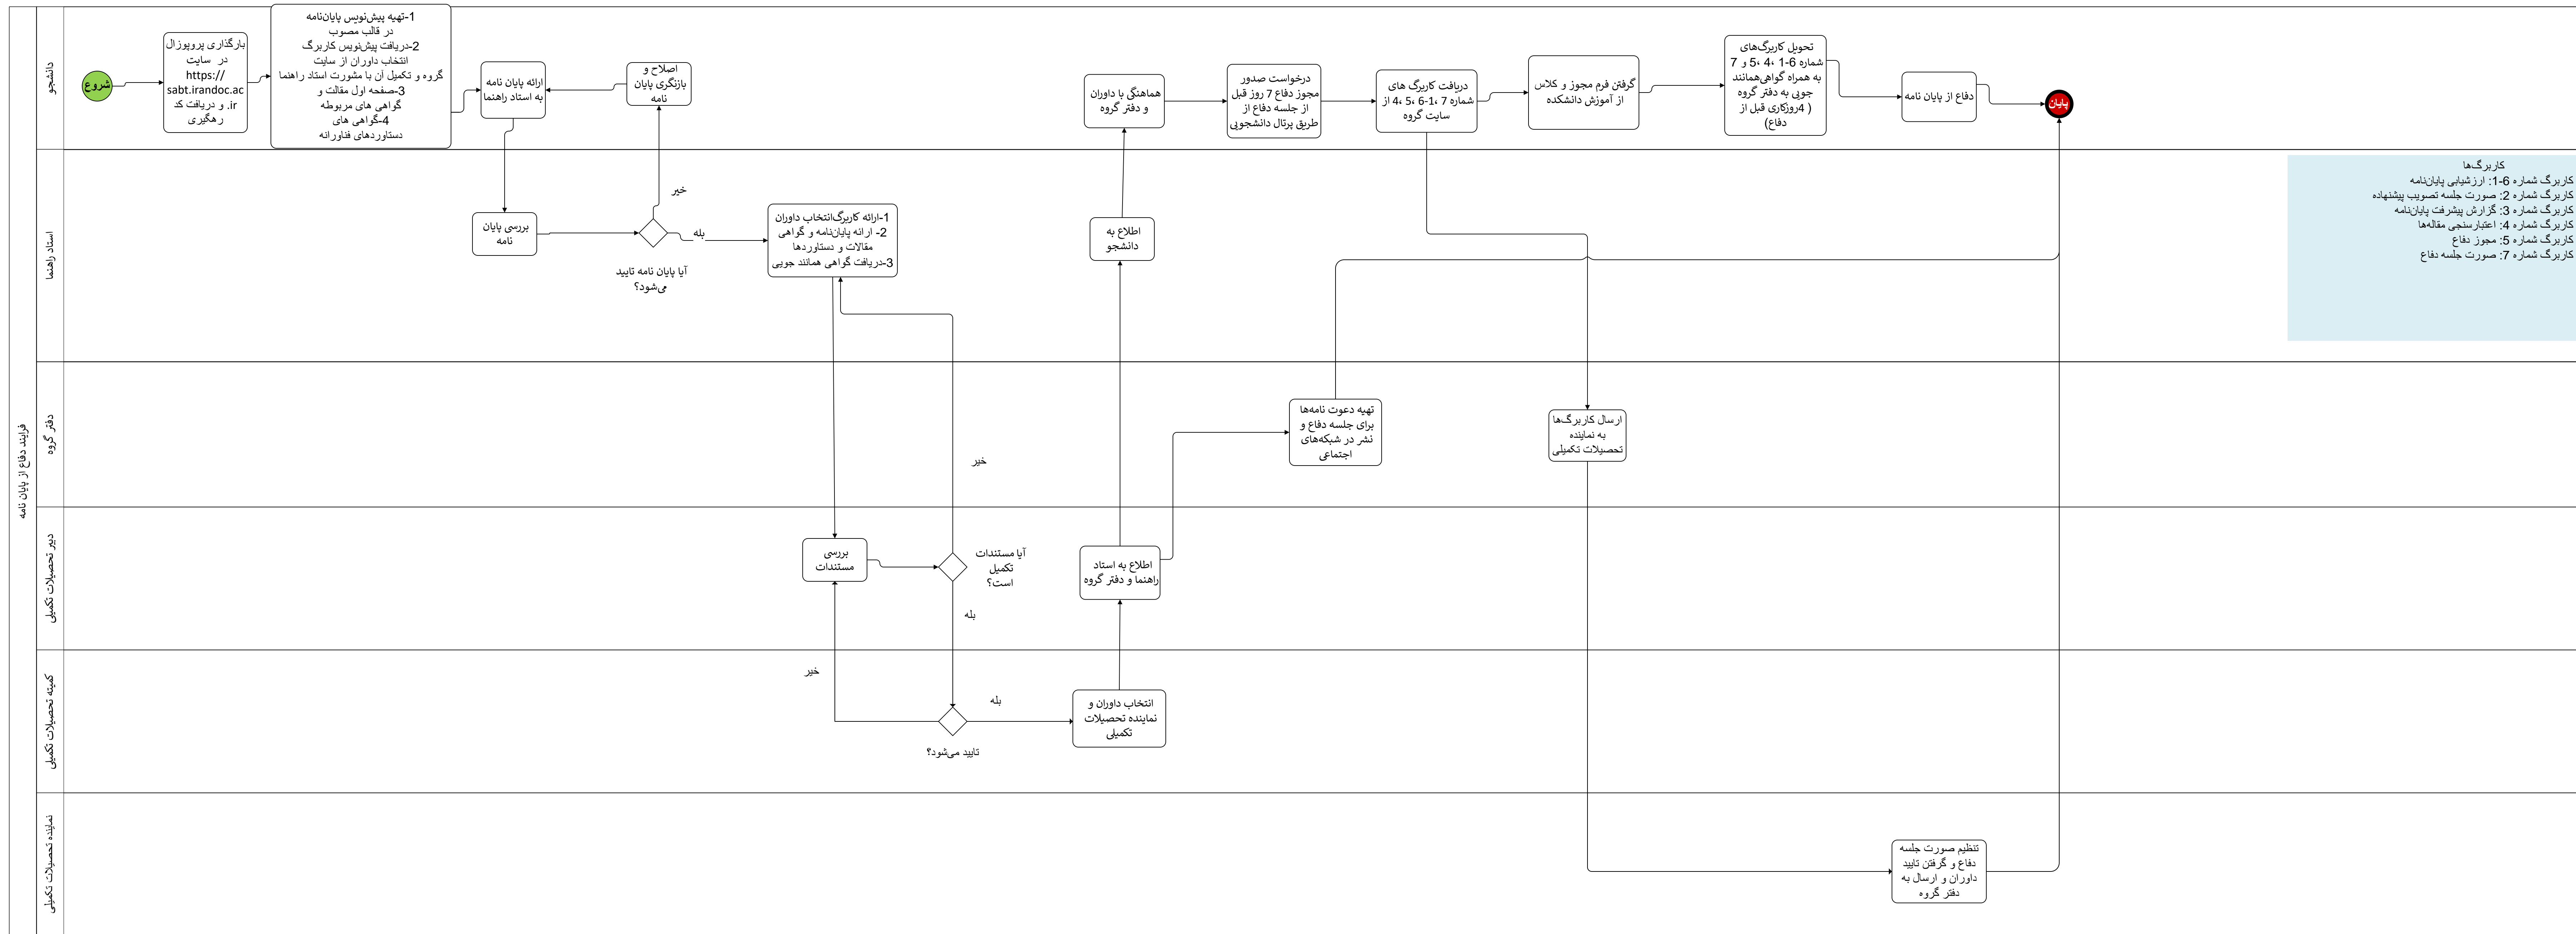 فرایند دفاع از پایان نامه
دانشجو
شروع
بارگذاری پروپوزال
در سایت
https://
sabt.irandoc.ac
.ir و دریافت کد
رهگیری
1-تهیه پیش‌نویس پایان‌نامه
در قالب مصوب
2-دریافت پیش‌نویس کاربرگ
انتخاب داوران از سایت
گروه و تکمیل آن با مشورت استاد راهنما
3-صفحه اول مقالت و
گواهی های مربوطه
4-گواهی های
دستاوردهای فناورانه
ارائه پایان نامه
به استاد راهنما
اصلاح و
بازنگری پایان
نامه
هماهنگی با داوران
و دفتر گروه
درخواست صدور
مجوز دفاع 7 روز قبل
از جلسه دفاع از
طریق پرتال دانشجویی
دریافت کاربرگ های
شماره 7 ،1-6 ،5 ،4 از
سایت گروه
گرفتن فرم مجوز و کلاس
از آموزش دانشکده
تحویل کاربرگ‌های
شماره 6-1 ،4 ،5 و 7
به همراه گواهی‌همانند
جویی به دفتر گروه
( 4روزکاری قبل از
دفاع)
دفاع از پایان نامه
پایان
استاد راهنما
بررسی پایان
نامه
خیر
بله
آیا پایان نامه تایید
می‌شود؟
1-ارائه کاربرگ‌انتخاب داوران
2- ارائه پایان‌نامه و گواهی
مقالات و دستاوردها
3-دریافت گواهی همانند جویی
اطلاع به
دانشجو
کاربرگ‌ها
کاربرگ شماره 6-1: ارزشیابی پایان‌نامه
کاربرگ شماره 2: صورت جلسه تصویب پیشنهاده
کاربرگ شماره 3: گزارش پیشرفت پایان‌نامه
کاربرگ شماره 4: اعتبارسنجی مقاله‌ها
کاربرگ شماره 5: مجوز دفاع
کاربرگ شماره 7: صورت جلسه دفاع
دفتر گروه
خیر
تهیه دعوت نامه‌ها
برای جلسه دفاع و
نشر در شبکه‌های
اجتماعی
ارسال کاربرگ‌ها
به نماینده
تحصیلات تکمیلی
دبیر تحصیلات تکمیلی
بررسی
مستندات
آیا مستندات
تکمیل
است؟
بله
اطلاع به استاد
راهنما و دفتر گروه
کمیته تحصیلات تکمیلی
خیر
بله
تایید می‌شود؟
انتخاب داوران و
نماینده تحصیلات
تکمیلی
نماینده تحصیلات تکمیلی
تنظیم صورت جلسه
دفاع و گرفتن تایید
داوران و ارسال به
دفتر گروه